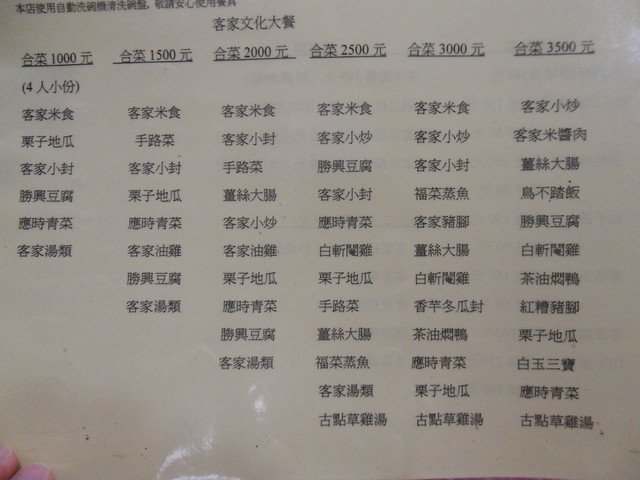 本店使用自動洗碗機清洗碗盤, 敬請安心使用餐具
客家文化大餐
合菜 1000 元 合菜 1500 元 合菜 2000 元 合菜 2500 元 合菜 3000 元 合菜 3500 元
(4 人小份)
客家米食 客家米食 客家米食 客家米食 客家米食 客家小炒
栗子地瓜 手路菜 客家小封 客家小炒 客家小炒 客家米醬肉
客家小封 客家小封 手路菜 勝興豆腐 客家小封 薑絲大腸
勝興豆腐 栗子地瓜 薑絲大腸 客家小封 福菜蒸魚 鳥不踏飯
應時青菜 應時青菜 客家小炒 應時青菜 客家豬腳 勝興豆腐
客家湯類 客家油雞 客家油雞 白斬閹雞 薑絲大腸 白斬閹雞
勝興豆腐 栗子地瓜 栗子地瓜 白斬閹雞 茶油燜鴨
客家湯類 應時青菜 手路菜 香芋冬瓜封 紅糟豬腳
勝興豆腐 薑絲大腸 茶油燜鴨 栗子地瓜
客家湯類 福菜蒸魚 應時青菜 白玉三寶
客家湯類 栗子地瓜 應時青菜
古點草雞湯 古點草雞湯 古點草雞湯